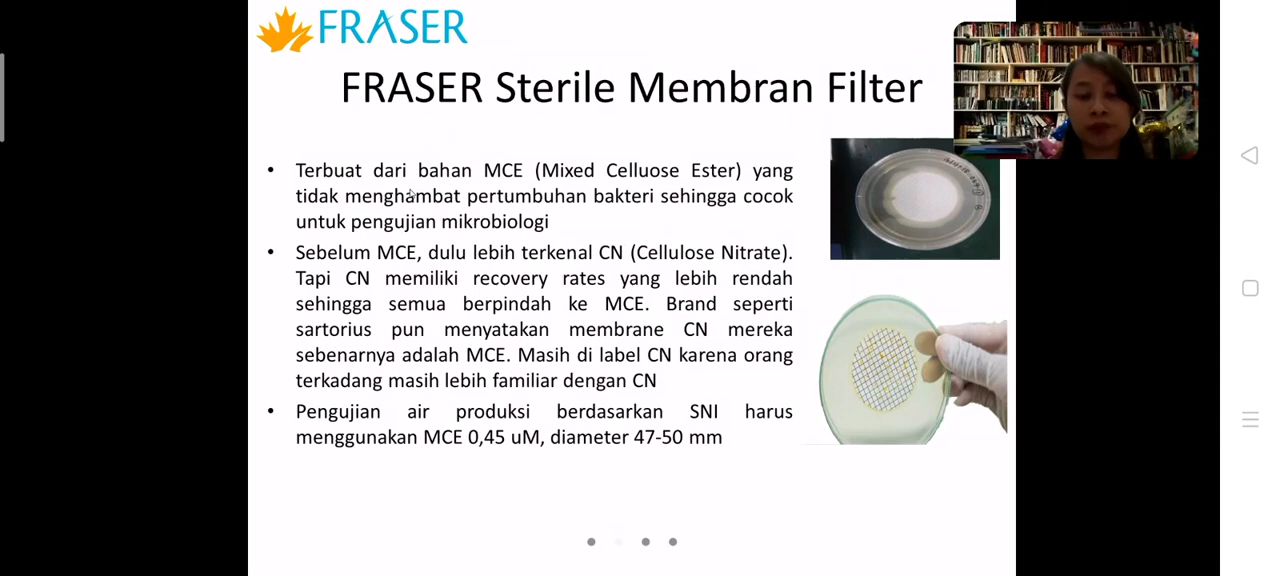 FRASER
FRASER Sterile Membran Filter
• Terbuat dari bahan MCE (Mixed Celluose Ester) yang
tidak menghambat pertumbuhan bakteri sehingga cocok
untuk pengujian mikrobiologi
• Sebelum MCE, dulu lebih terkenal CN (Cellulose Nitrate).
Tapi CN memiliki recovery rates yang lebih rendah
sehingga semua berpindah ke MCE. Brand seperti
sartorius pun menyatakan membrane CN mereka
sebenarnya adalah MCE. Masih di label CN karena orang
terkadang masih lebih familiar dengan CN
• Pengujian air produksi berdasarkan SNI harus
menggunakan MCE 0,45 uM, diameter 47-50 mm